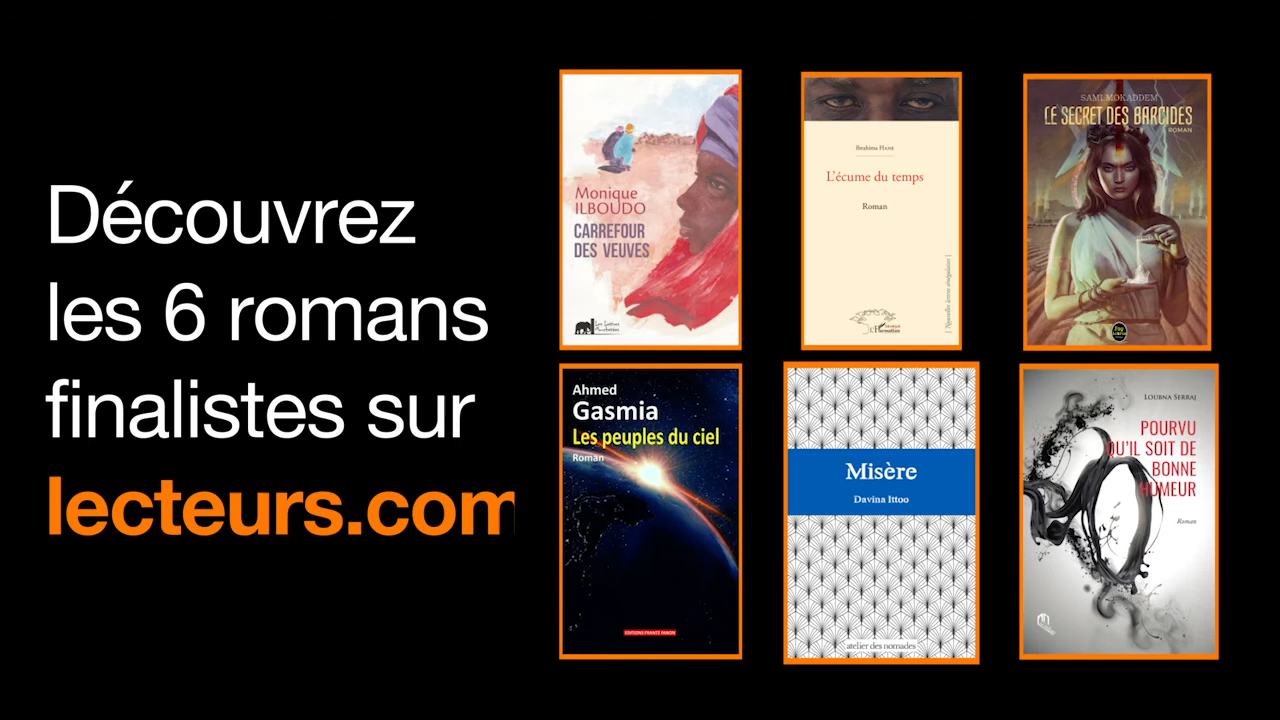 Découvrez
les 6 romans
finalistes sur
lecteurs.com
Monique
ILBOUDO
CARREFOUR
DES VEUVES
Ibrahima HANE
L'écume du temps
Roman
SAMI MOKADDEM
LE SECRET DES BARCIDES
ROMAN
Ahmed
Gasmia
Les peuples du ciel
Roman
EDITIONS FRANTZ FANON
Misère
Davina Ittoo
atelier des nomades
LOUBNA SERRAJ
POURVU
QU'IL SOIT DE
BONNE
HUMEUR
Roman